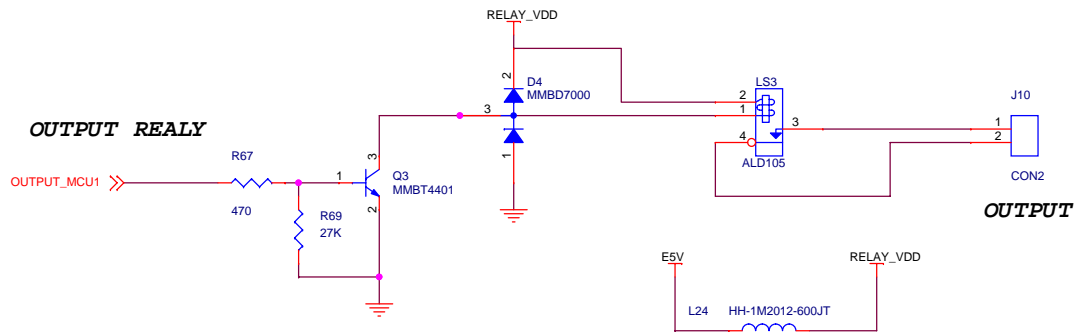 RELAY_VDD
2
D4
MMBD7000
3
1
LS3
2
1
4
3
ALD105
J10
1
2
CON2
OUTPUT
OUTPUT REALY
R67
OUTPUT_MCU1
470
R69
27K
1
3
2
Q3
MMBT4401
E5V
RELAY_VDD
L24
HH-1M2012-600JT